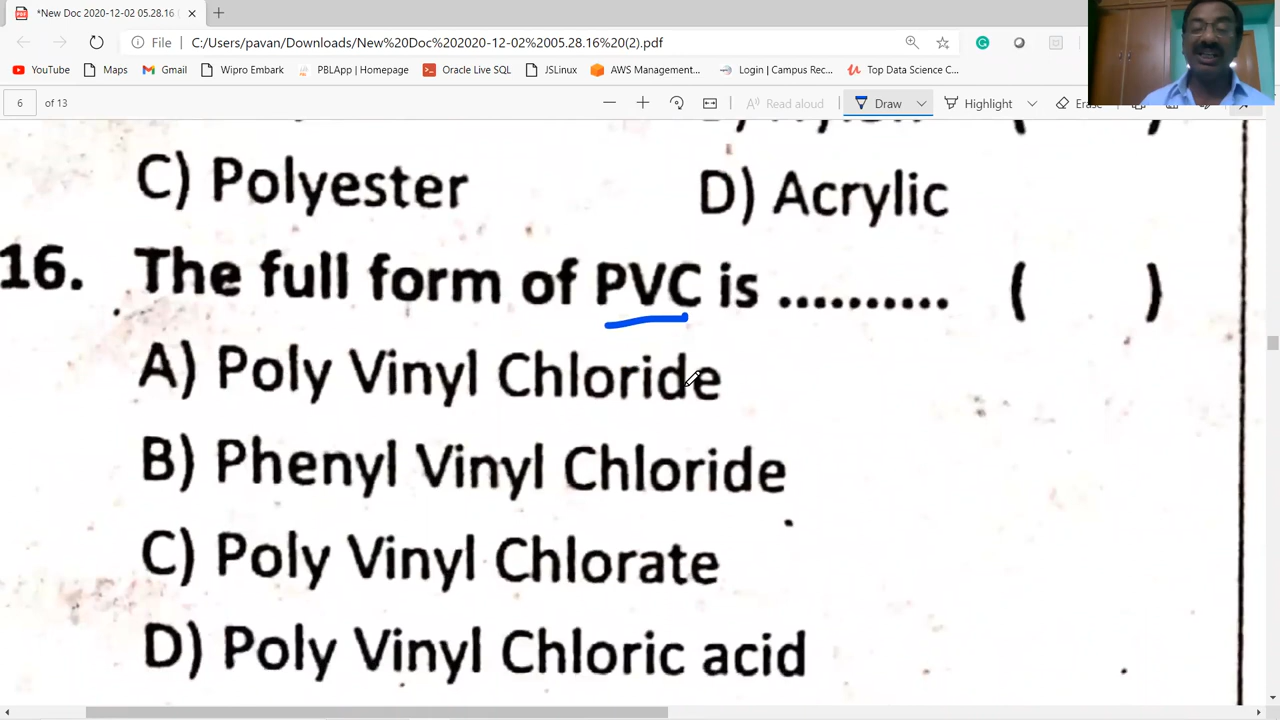 *New Doc 2020-12-02 05.28.16
File
C:/Users/pavan/Downloads/New%20Doc%202020-12-02%2005.28.16%20(2).pdf
YouTube
Maps
Gmail
Wipro Embark
PBLApp | Homepage
Oracle Live SQL
JSLinux
AWS Management...
Login | Campus Rec...
Top Data Science C...
6 of 13
Read aloud
Draw
Highlight
C) Polyester D) Acrylic
16. The full form of PVC is .......... ( )
A) Poly Vinyl Chloride
B) Phenyl Vinyl Chloride
C) Poly Vinyl Chlorate
D) Poly Vinyl Chloric acid